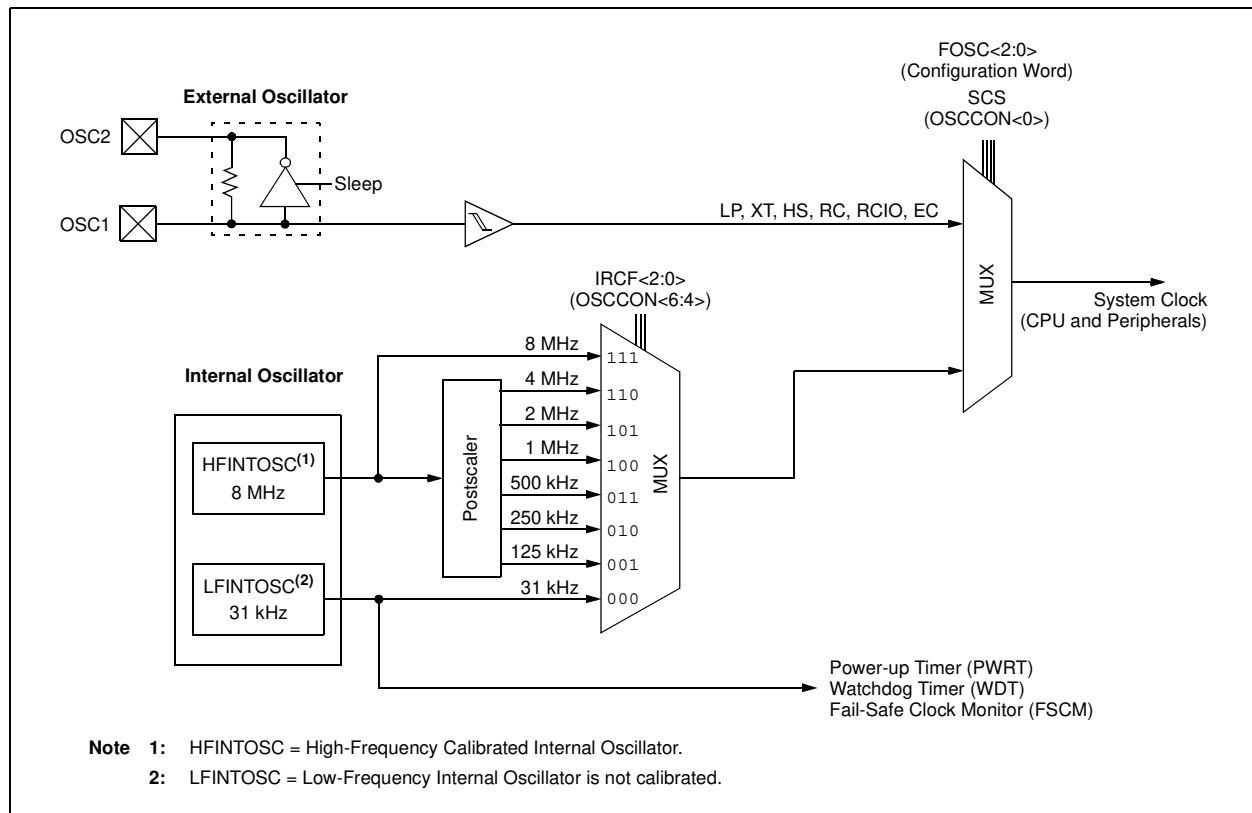 FOSC<2:0>
(Configuration Word)
SCS
(OSCCON<0>)
External Oscillator
OSC2
Sleep
OSC1
LP, XT, HS, RC, RCIO, EC
MUX
System Clock
(CPU and Peripherals)
IRCF<2:0>
(OSCCON<6:4>)
Internal Oscillator
HFINTOSC(1)
8 MHz
LFINTOSC(2)
31 kHz
Postscaler
8 MHz
111
4 MHz
110
2 MHz
101
1 MHz
100
500 kHz
011
250 kHz
010
125 kHz
001
31 kHz
000
MUX
Power-up Timer (PWRT)
Watchdog Timer (WDT)
Fail-Safe Clock Monitor (FSCM)
Note 1: HFINTOSC = High-Frequency Calibrated Internal Oscillator.
2: LFINTOSC = Low-Frequency Internal Oscillator is not calibrated.